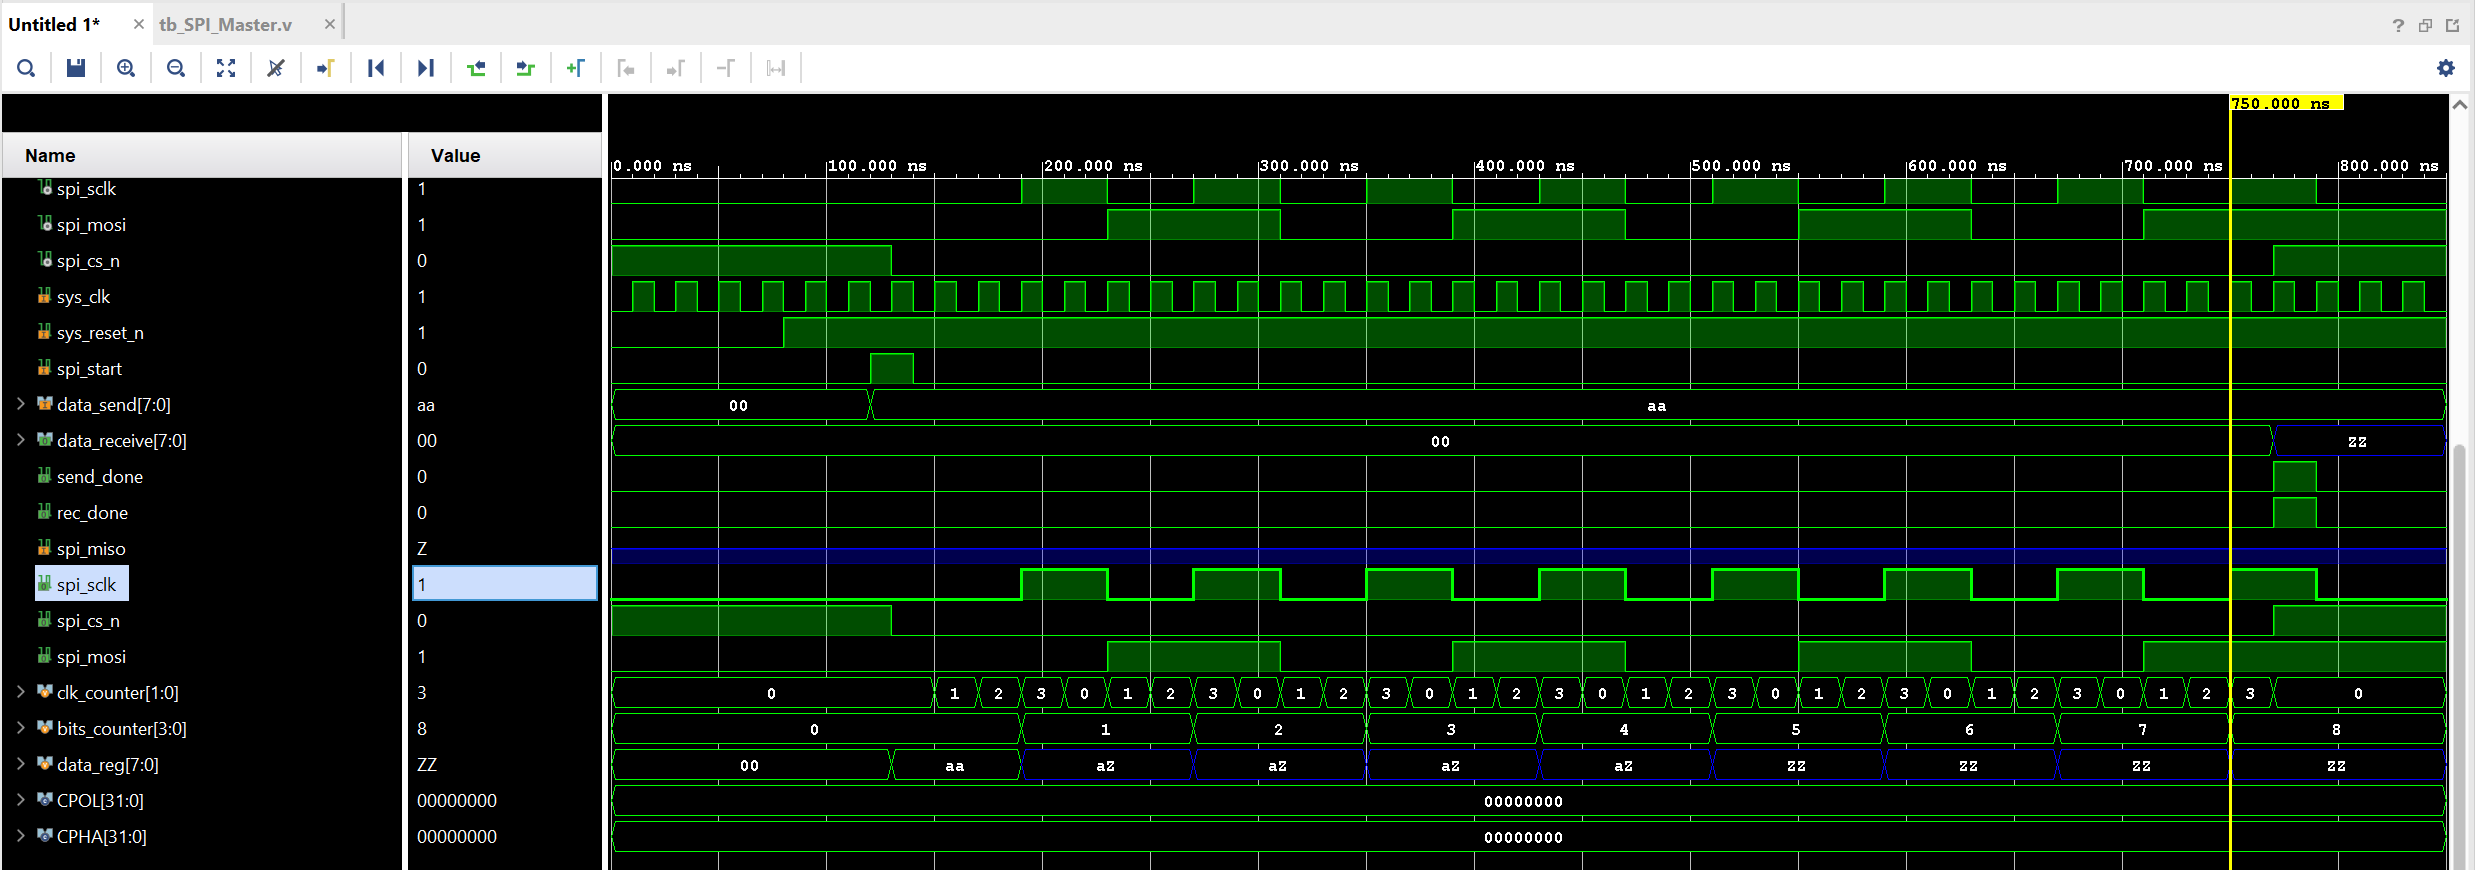 Untitled 1*
tb_SPI_Master.v
750.000 ns
Name Value
0.000 ns 100.000 ns 200.000 ns 300.000 ns 400.000 ns 500.000 ns 600.000 ns 700.000 ns 800.000 ns
spi_sclk 1
spi_mosi 1
spi_cs_n 0
sys_clk 1
sys_reset_n 1
spi_start 0
data_send[7:0] aa 00 aa
data_receive[7:0] 00 00 ZZ
send_done 0
rec_done 0
spi_miso Z
spi_sclk 1
spi_cs_n 0
spi_mosi 1
clk_counter[1:0] 3 0 1 2 3 0 1 2 3 0 1 2 3 0 1 2 3 0 1 2 3 0 1 2 3 0 1 2 3 0 1 2 3 0
bits_counter[3:0] 8 0 1 2 3 4 5 6 7 8
data_reg[7:0] ZZ 00 aa aZ aZ aZ aZ ZZ ZZ ZZ ZZ
CPOL[31:0] 00000000 00000000
CPHA[31:0] 00000000 00000000